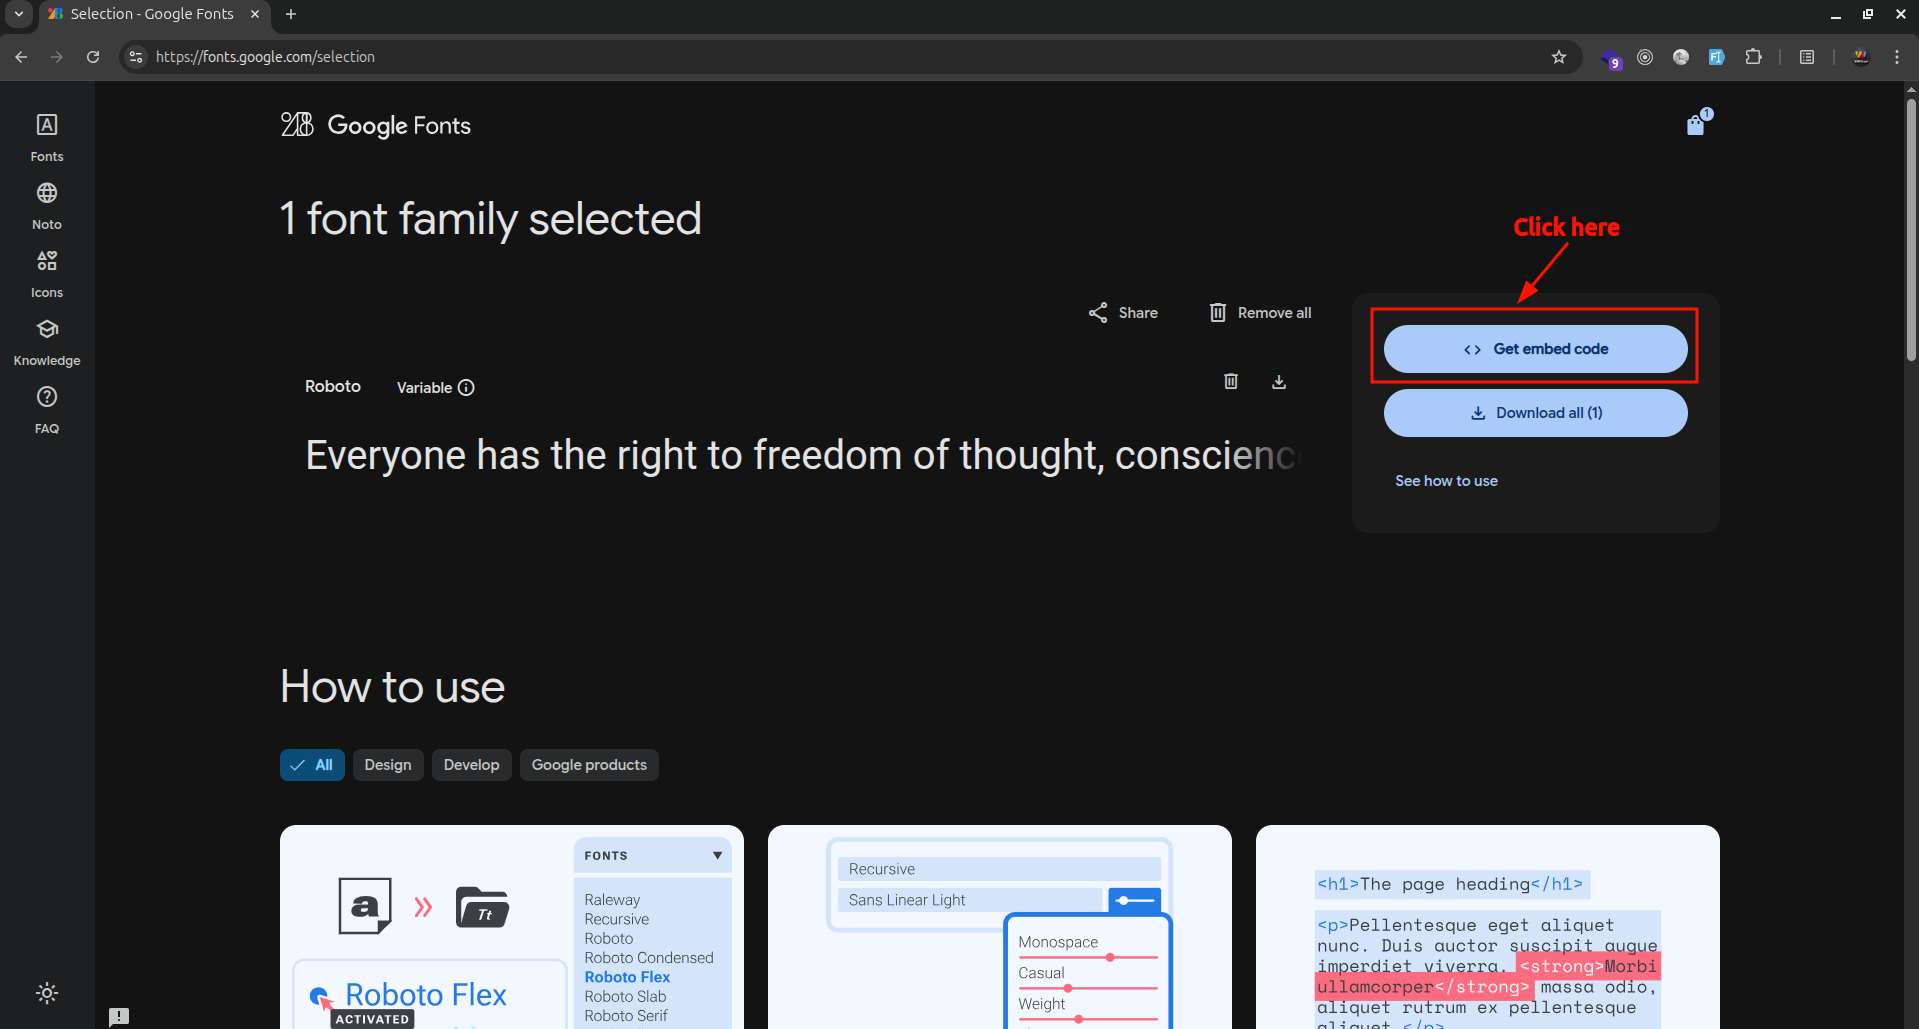 Selection - Google Fonts
https://fonts.google.com/selection
9
Fonts
Noto
Icons
Knowledge
FAQ
Google Fonts
1
1 font family selected
Click here
Share
Remove all
Get embed code
Download all (1)
See how to use
Roboto
Variable
Everyone has the right to freedom of thought, conscienc
How to use
All
Design
Develop
Google products
a
Tt
FONTS
Raleway
Recursive
Roboto
Roboto Condensed
Roboto Flex
Roboto Slab
Roboto Serif
Roboto Flex
ACTIVATED
Recursive
Sans Linear Light
Monospace
Casual
Weight
<h1>The page heading</h1>
<p>Pellentesque eget aliquet
nunc. Duis auctor suscipit augue
imperdiet viverra. <strong>Morbi
ullamcorper</strong> massa odio,
aliquet rutrum ex pellentesque
aliquet.</p>